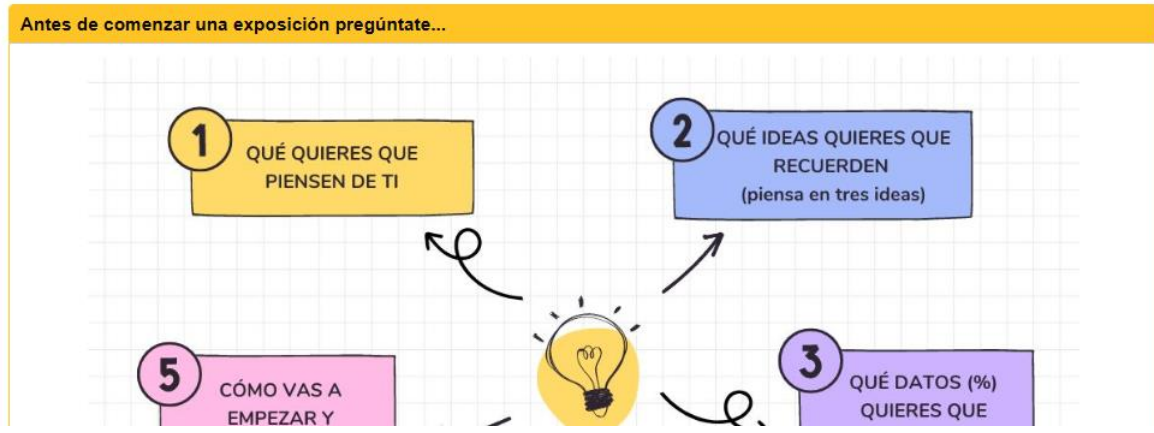 Antes de comenzar una exposición pregúntate...
1
QUÉ QUIERES QUE
PIENSEN DE TI
2
QUÉ IDEAS QUIERES QUE
RECUERDEN
(piensa en tres ideas)
3
QUÉ DATOS (%)
QUIERES QUE
5
CÓMO VAS A
EMPEZAR Y